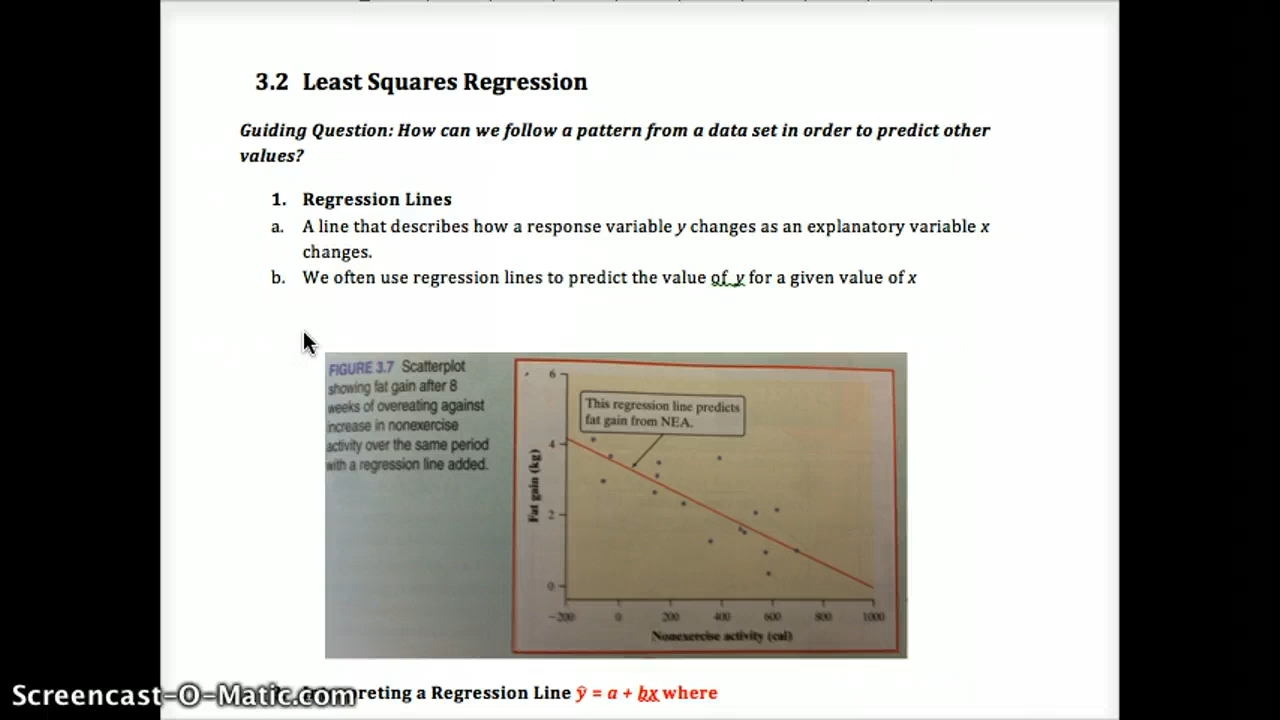 3.2 Least Squares Regression
Guiding Question: How can we follow a pattern from a data set in order to predict other
values?
1. Regression Lines
a. A line that describes how a response variable y changes as an explanatory variable x
changes.
b. We often use regression lines to predict the value of y for a given value of x
FIGURE 3.7 Scatterplot
showing fat gain after 8
weeks of overeating against
increase in nonexercise
activity over the same period
with a regression line added.
This regression line predicts
fat gain from NEA.
Fat gain (kg)
6
4
2
0
-200 0 200 400 600 800 1000
Nonexercise activity (cal)
preting a Regression Line ŷ = a + bx where
Screencast-O-Matic.com